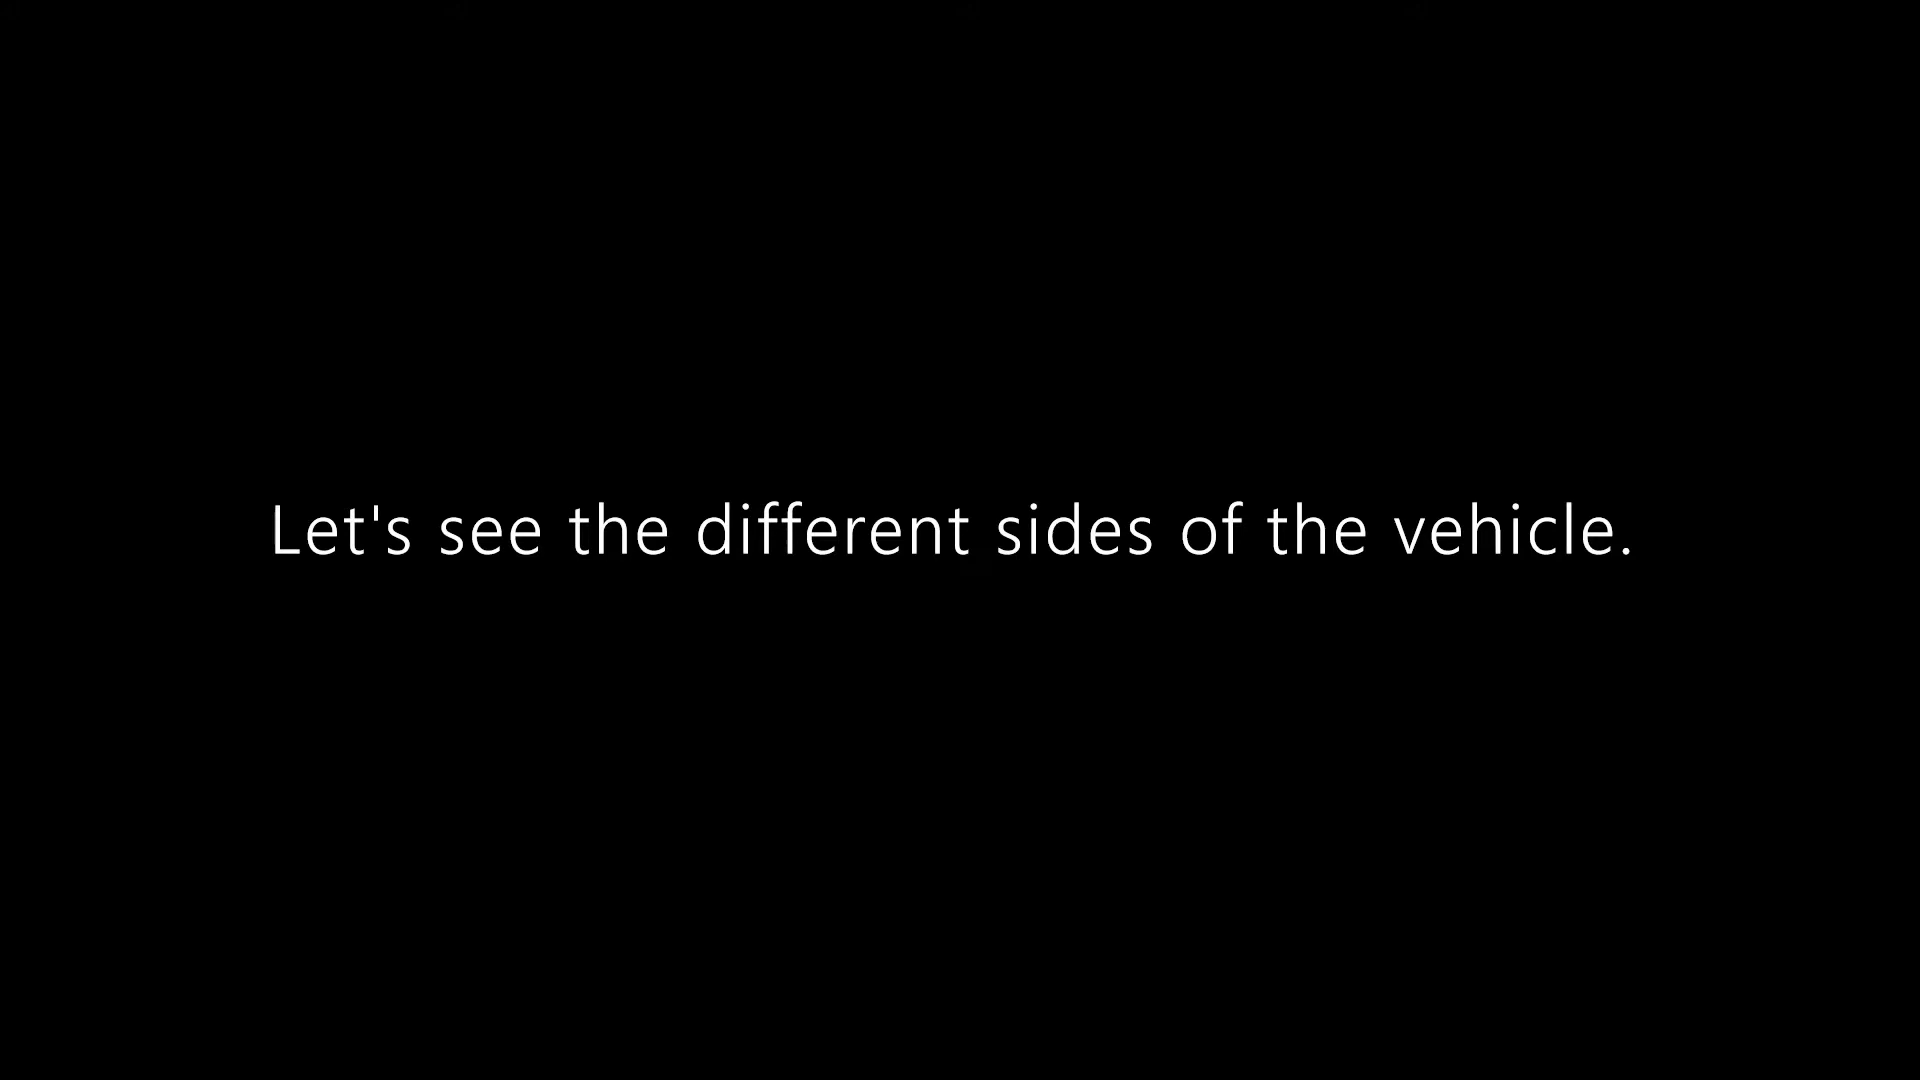 Let's see the different sides of the vehicle.